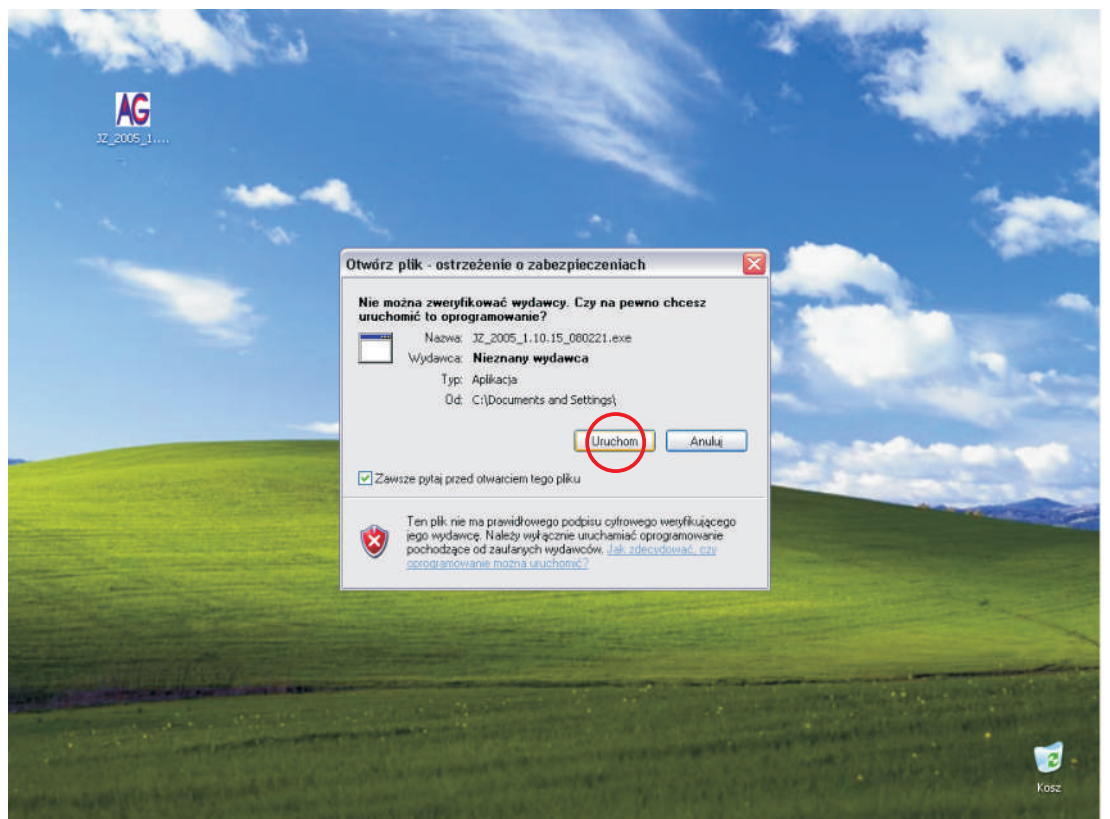 AG
JZ_2005_1....
Otwórz plik - ostrzeżenie o zabezpieczeniach
Nie można zweryfikować wydawcy. Czy na pewno chcesz
uruchomić to oprogramowanie?
Nazwa: JZ_2005_1.10.15_080221.exe
Wydawca: Nieznany wydawca
Typ: Aplikacja
Od: C:\Documents and Settings\
Uruchom Anuluj
Zawsze pytaj przed otwarciem tego pliku
Ten plik nie ma prawidłowego podpisu cyfrowego weryfikującego
jego wydawcę. Należy wyłącznie uruchamiać oprogramowanie
pochodzące od zaufanych wydawców. Jak zdecydować, czy
oprogramowanie można uruchomić?
Kosz